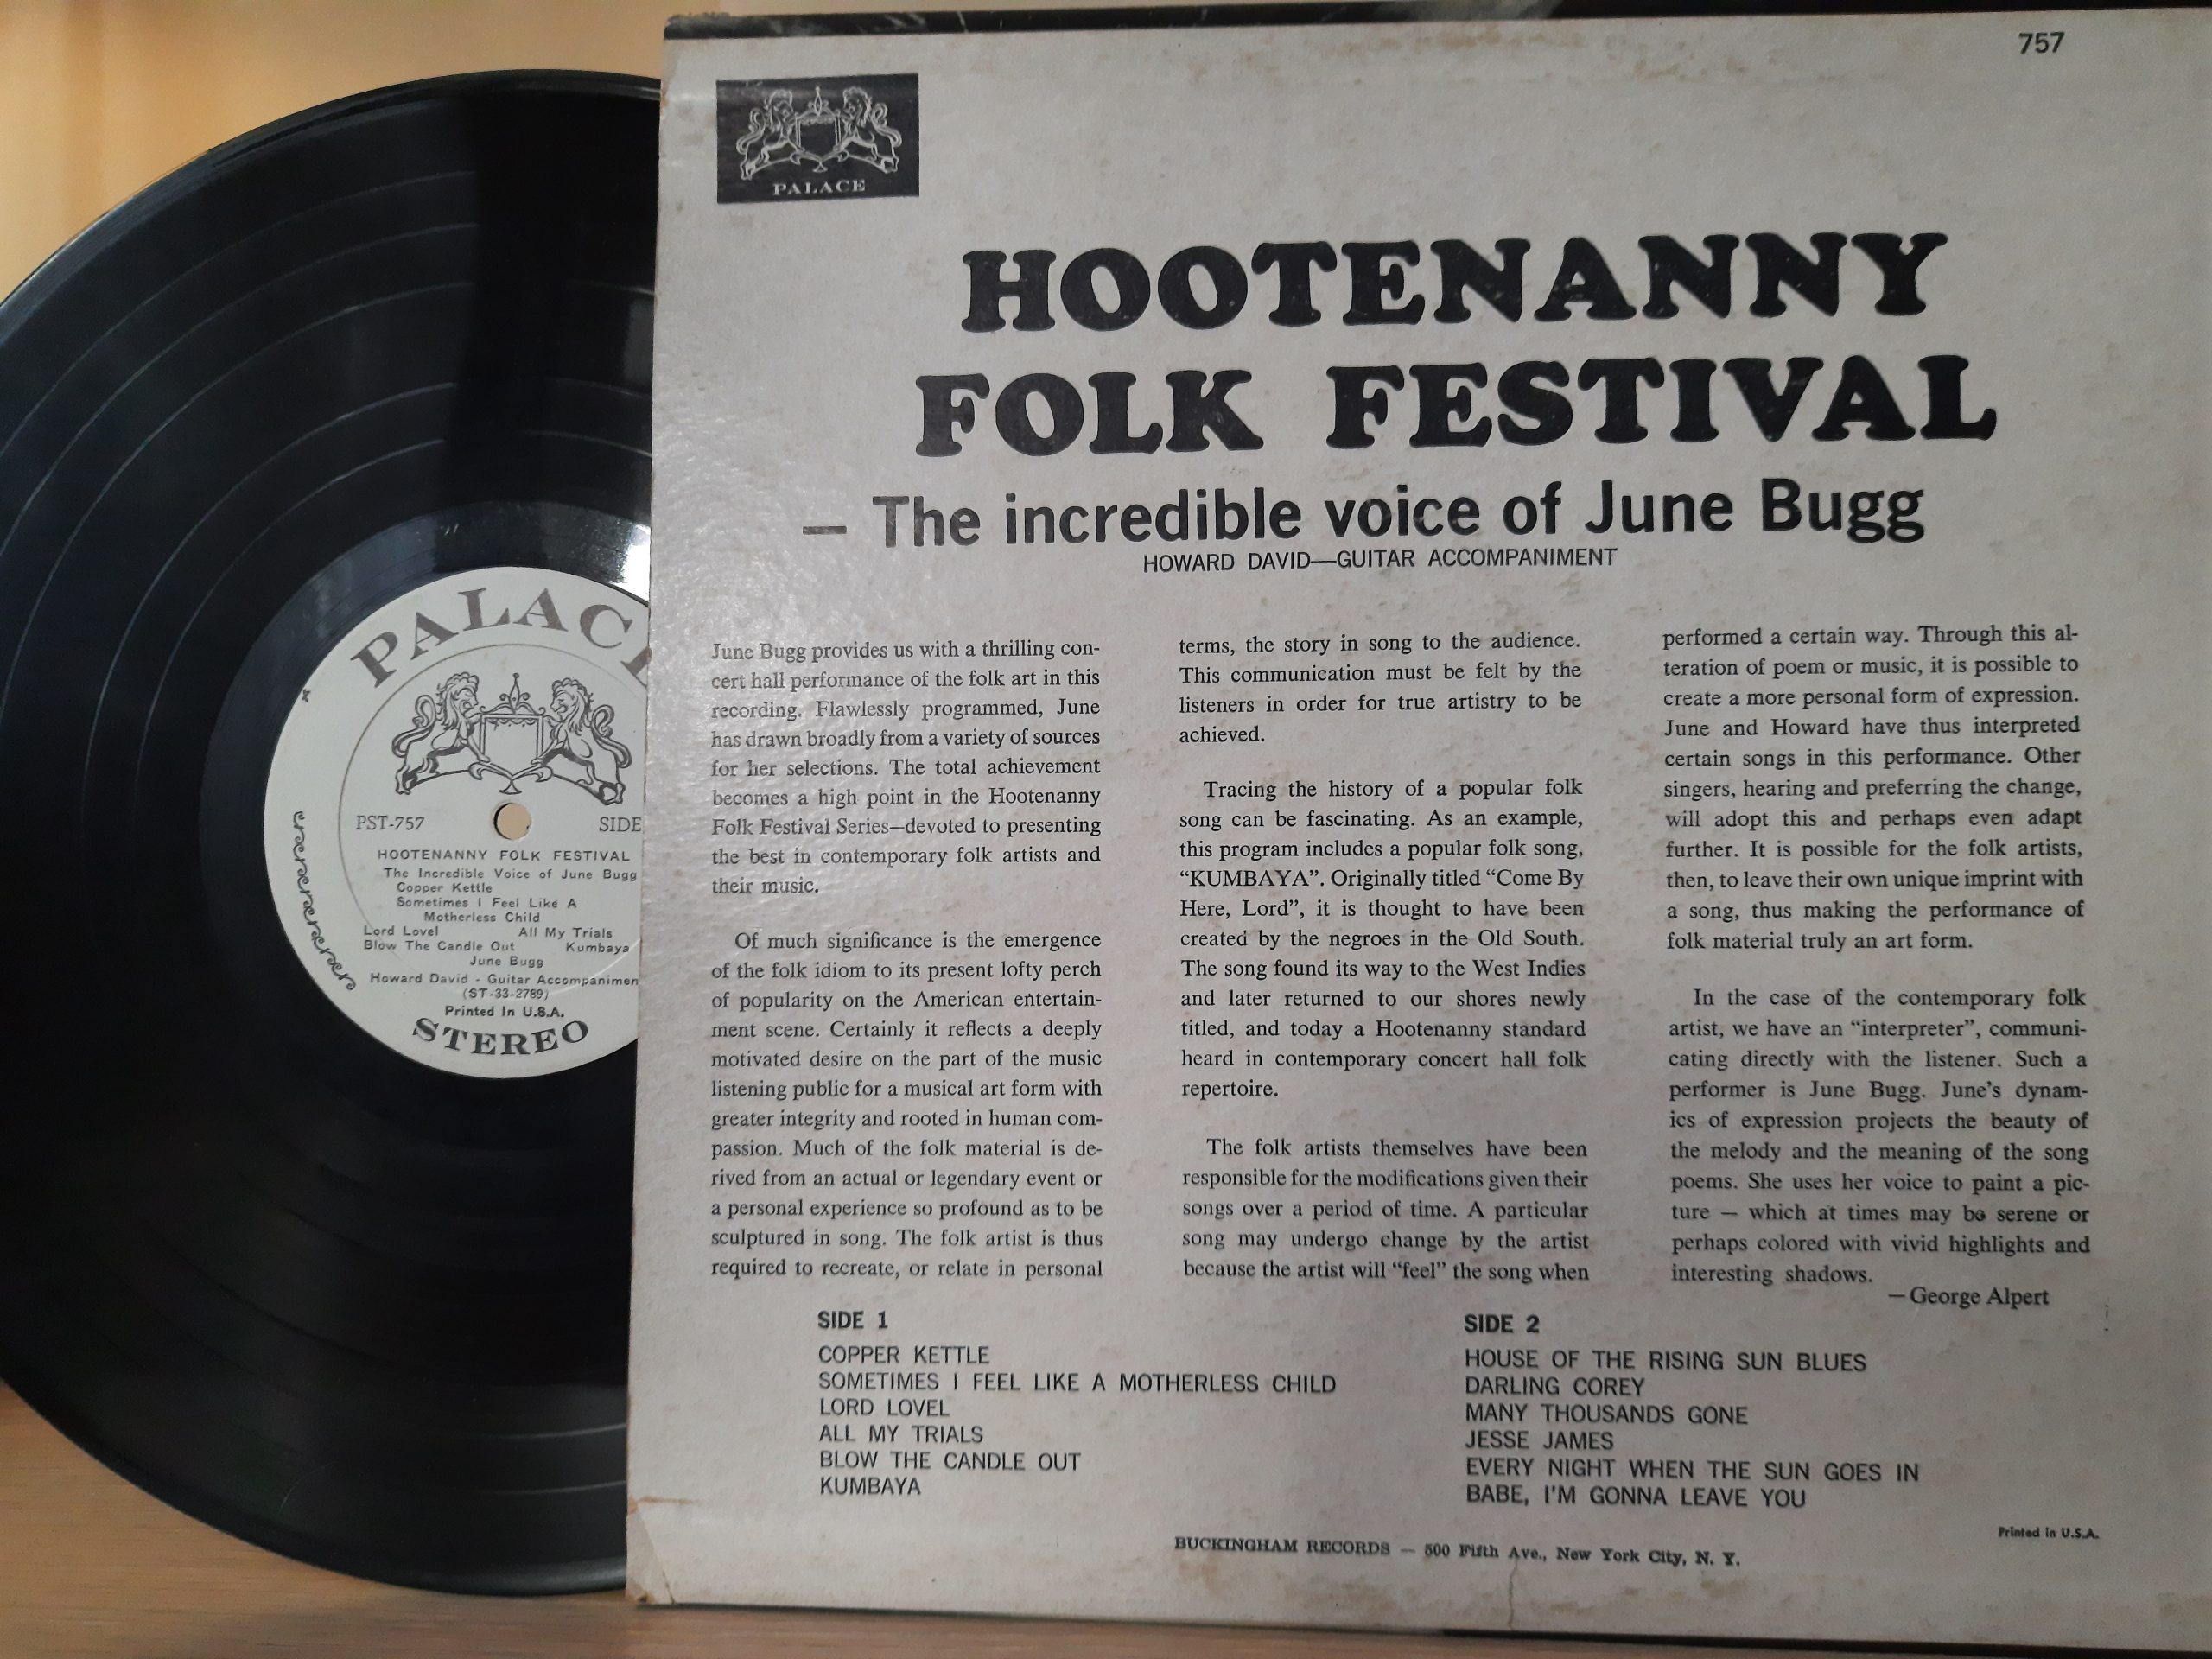 757
PALACE
HOOTENANNY
FOLK FESTIVAL
— The incredible voice of June Bugg
HOWARD DAVID—GUITAR ACCOMPANIMENT
June Bugg provides us with a thrilling con-
cert hall performance of the folk art in this
recording. Flawlessly programmed, June
has drawn broadly from a variety of sources
for her selections. The total achievement
becomes a high point in the Hootenanny
Folk Festival Series—devoted to presenting
the best in contemporary folk artists and
their music.
Of much significance is the emergence
of the folk idiom to its present lofty perch
of popularity on the American entertain-
ment scene. Certainly it reflects a deeply
motivated desire on the part of the music
listening public for a musical art form with
greater integrity and rooted in human com-
passion. Much of the folk material is de-
rived from an actual or legendary event or
a personal experience so profound as to be
sculptured in song. The folk artist is thus
required to recreate, or relate in personal
terms, the story in song to the audience.
This communication must be felt by the
listeners in order for true artistry to be
achieved.
Tracing the history of a popular folk
song can be fascinating. As an example,
this program includes a popular folk song,
“KUMBAYA”. Originally titled “Come By
Here, Lord”, it is thought to have been
created by the negroes in the Old South.
The song found its way to the West Indies
and later returned to our shores newly
titled, and today a Hootenanny standard
heard in contemporary concert hall folk
repertoire.
The folk artists themselves have been
responsible for the modifications given their
songs over a period of time. A particular
song may undergo change by the artist
because the artist will “feel” the song when
performed a certain way. Through this al-
teration of poem or music, it is possible to
create a more personal form of expression.
June and Howard have thus interpreted
certain songs in this performance. Other
singers, hearing and preferring the change,
will adopt this and perhaps even adapt
further. It is possible for the folk artists,
then, to leave their own unique imprint with
a song, thus making the performance of
folk material truly an art form.
In the case of the contemporary folk
artist, we have an “interpreter”, communi-
cating directly with the listener. Such a
performer is June Bugg. June’s dynam-
ics of expression projects the beauty of
the melody and the meaning of the song
poems. She uses her voice to paint a pic-
ture — which at times may be serene or
perhaps colored with vivid highlights and
interesting shadows.
— George Alpert
SIDE 1
COPPER KETTLE
SOMETIMES I FEEL LIKE A MOTHERLESS CHILD
LORD LOVEL
ALL MY TRIALS
BLOW THE CANDLE OUT
KUMBAYA
SIDE 2
HOUSE OF THE RISING SUN BLUES
DARLING COREY
MANY THOUSANDS GONE
JESSE JAMES
EVERY NIGHT WHEN THE SUN GOES IN
BABE, I'M GONNA LEAVE YOU
Printed in U.S.A.
BUCKINGHAM RECORDS — 500 Fifth Ave., New York City, N. Y.
PALAC
PST-757 SIDE
HOOTENANNY FOLK FESTIVAL
The Incredible Voice of June Bugg
Copper Kettle
Sometimes I Feel Like A
Motherless Child
Lord Lovel All My Trials
Blow The Candle Out Kumbaya
June Bugg
Howard David - Guitar Accompanimen
(ST-33-2789)
Printed In U.S.A.
STEREO